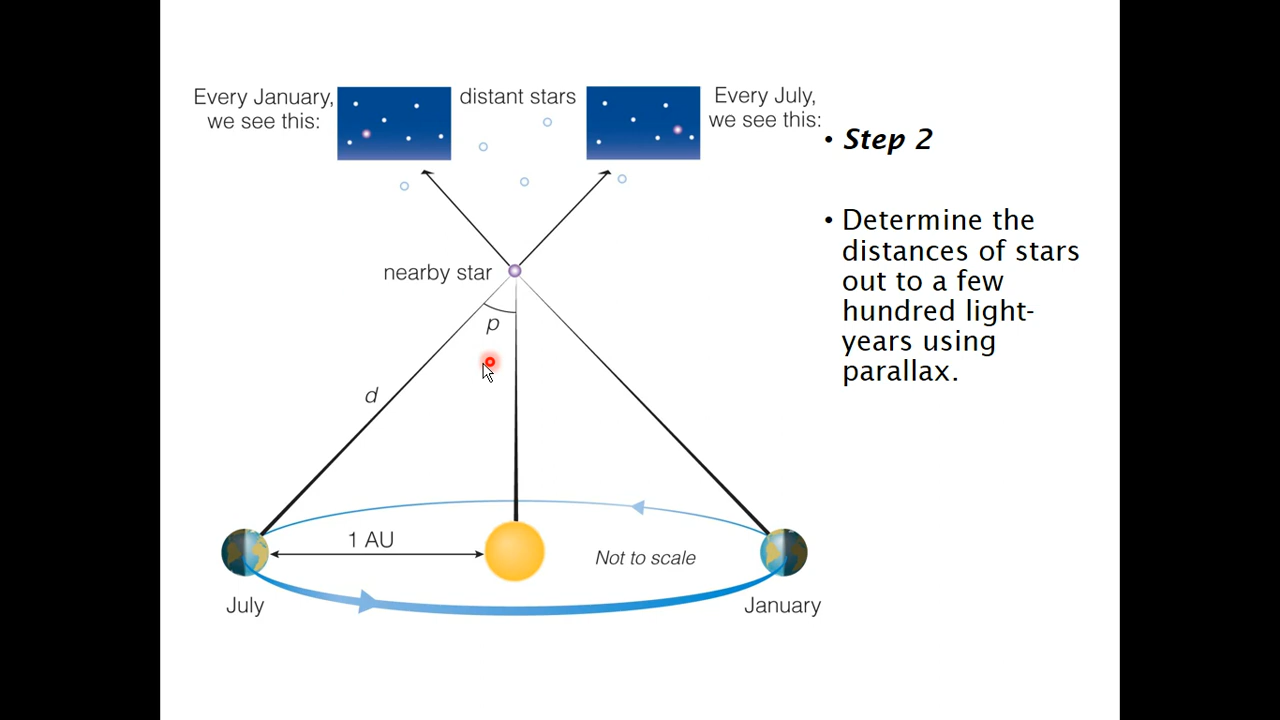 Every January,
we see this:
distant stars
Every July,
we see this:
• Step 2
• Determine the
distances of stars
out to a few
hundred light-
years using
parallax.
nearby star
p
d
1 AU
Not to scale
July
January